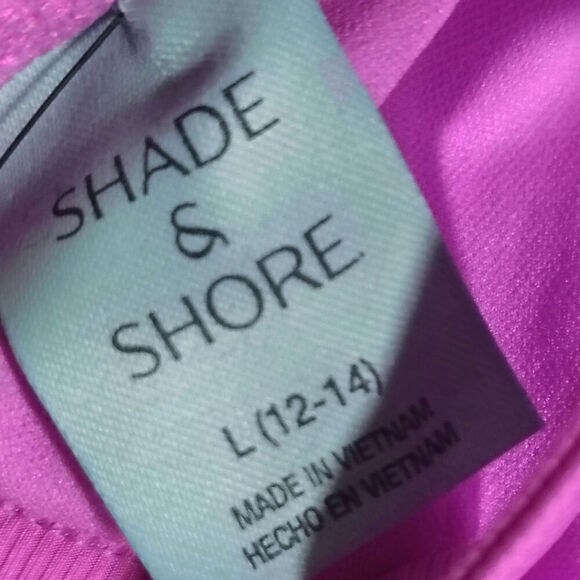 SHADE
&
SHORE
L (12-14)
MADE IN VIETNAM
HECHO EN VIETNAM